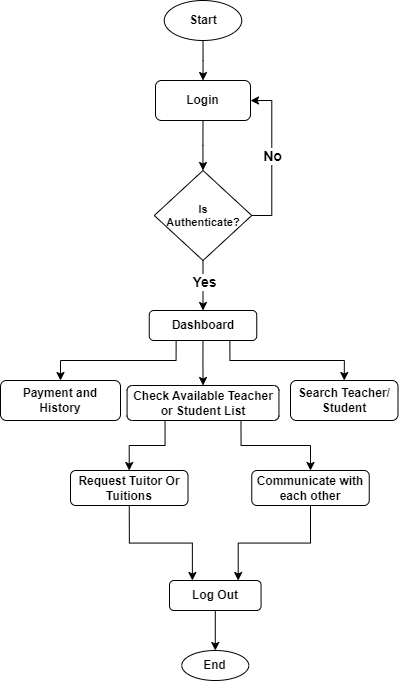 Start
Login
No
Is
Authenticate?
Yes
Dashboard
Payment and
History
Check Available Teacher
or Student List
Search Teacher/
Student
Request Tuitor Or
Tuitions
Communicate with
each other
Log Out
End